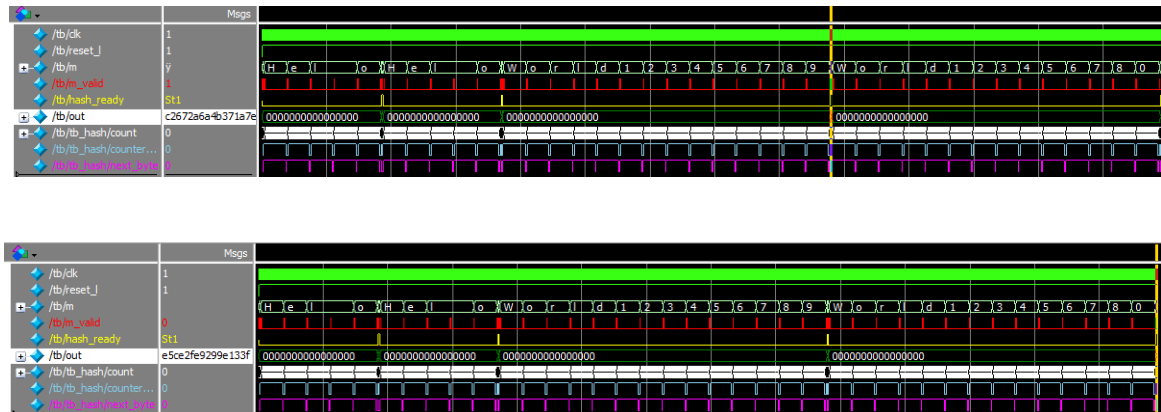 Msgs
/tb/clk 1
/tb/reset_l 1
/tb/m ÿ H e l o H e l o W o r l d 1 2 3 4 5 6 7 8 9 W o r l d 1 2 3 4 5 6 7 8 0
/tb/m_valid 1
/tb/hash_ready St1
/tb/out c2672a6a4b371a7e 0000000000000000 0000000000000000 0000000000000000 0000000000000000
/tb/tb_hash/count 0
/tb/tb_hash/counter... 0
/tb/tb_hash/next_byte 0
Msgs
/tb/clk 1
/tb/reset_l 1
/tb/m H e l o H e l o W o r l d 1 2 3 4 5 6 7 8 9 W o r l d 1 2 3 4 5 6 7 8 0
/tb/m_valid 0
/tb/hash_ready St1
/tb/out e5ce2fe9299e133f 0000000000000000 0000000000000000 0000000000000000 0000000000000000
/tb/tb_hash/count 0
/tb/tb_hash/counter... 0
/tb/tb_hash/next_byte 0